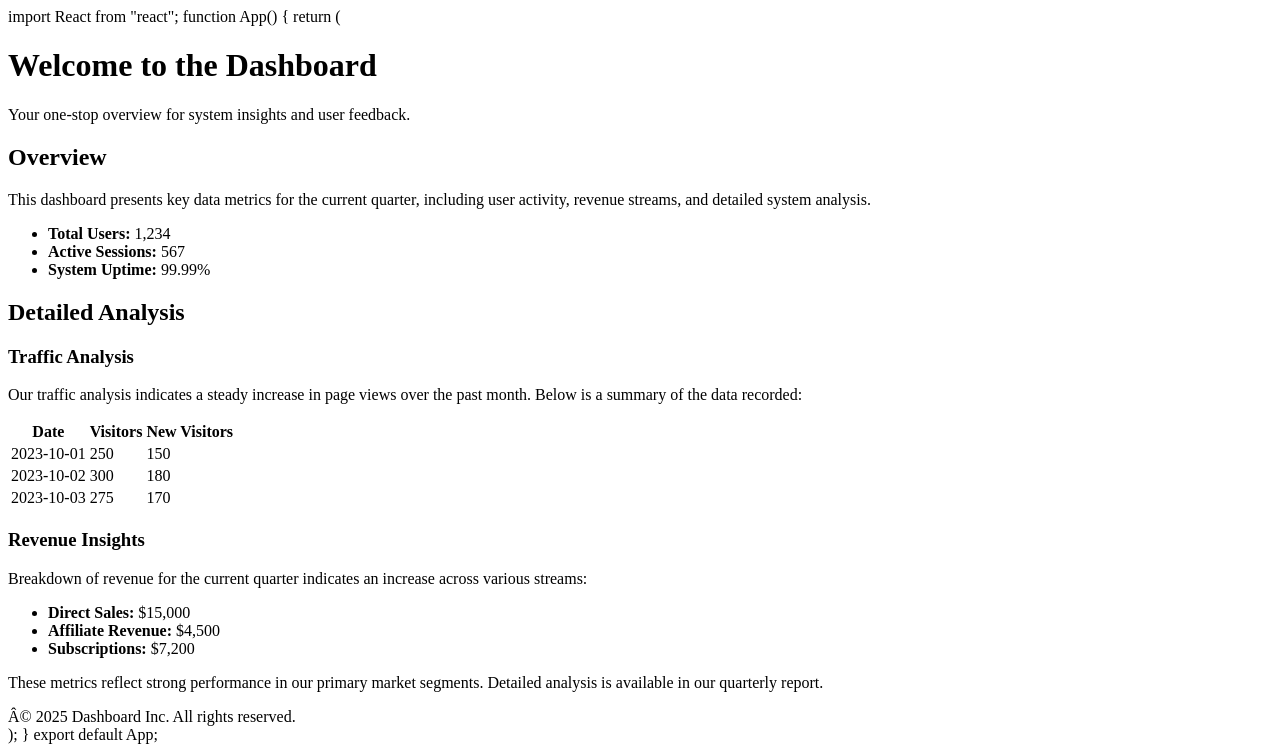 import React from "react"; function App() { return (
Welcome to the Dashboard
Your one-stop overview for system insights and user feedback.
Overview
This dashboard presents key data metrics for the current quarter, including user activity, revenue streams, and detailed system analysis.
Total Users: 1,234
Active Sessions: 567
System Uptime: 99.99%
Detailed Analysis
Traffic Analysis
Our traffic analysis indicates a steady increase in page views over the past month. Below is a summary of the data recorded:
Date Visitors New Visitors
2023-10-01 250 150
2023-10-02 300 180
2023-10-03 275 170
Revenue Insights
Breakdown of revenue for the current quarter indicates an increase across various streams:
Direct Sales: $15,000
Affiliate Revenue: $4,500
Subscriptions: $7,200
These metrics reflect strong performance in our primary market segments. Detailed analysis is available in our quarterly report.
Â© 2025 Dashboard Inc. All rights reserved.
); } export default App;